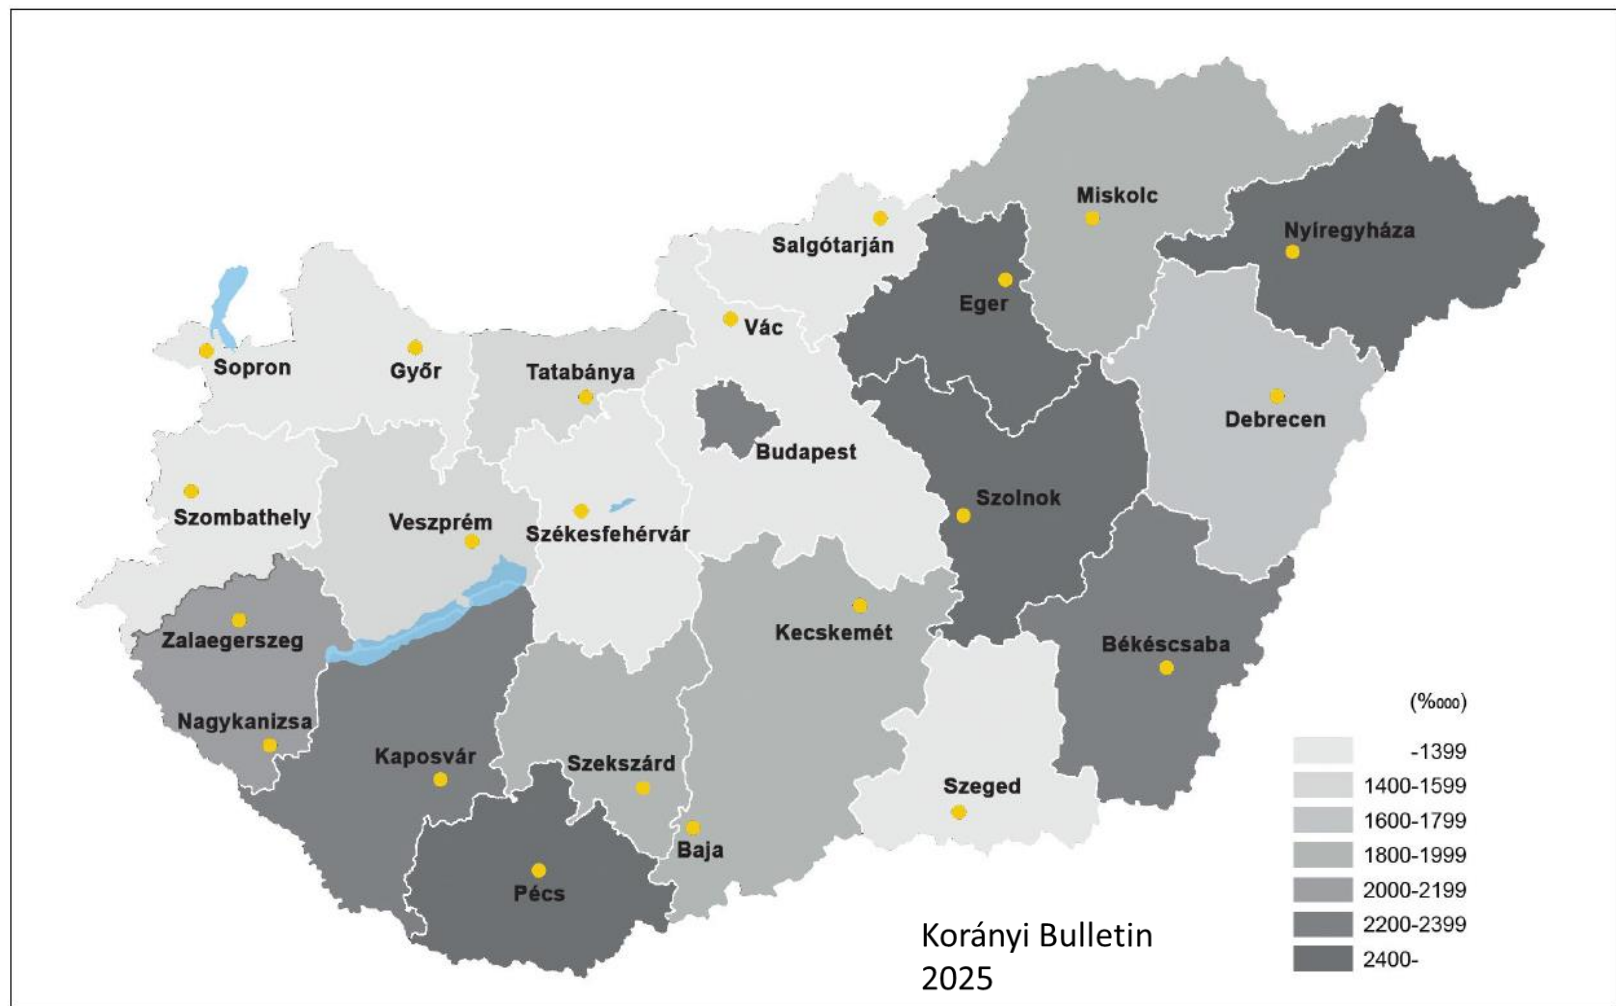 Miskolc
Nyíregyháza
Salgótarján
Eger
Vác
Sopron
Győr
Tatabánya
Debrecen
Budapest
Szolnok
Szombathely
Veszprém
Székesfehérvár
Zalaegerszeg
Kecskemét
Békéscsaba
Nagykanizsa
Kaposvár
Szekszárd
Szeged
Baja
Pécs
(%ooo)
-1399
1400-1599
1600-1799
1800-1999
2000-2199
2200-2399
2400-
Korányi Bulletin
2025